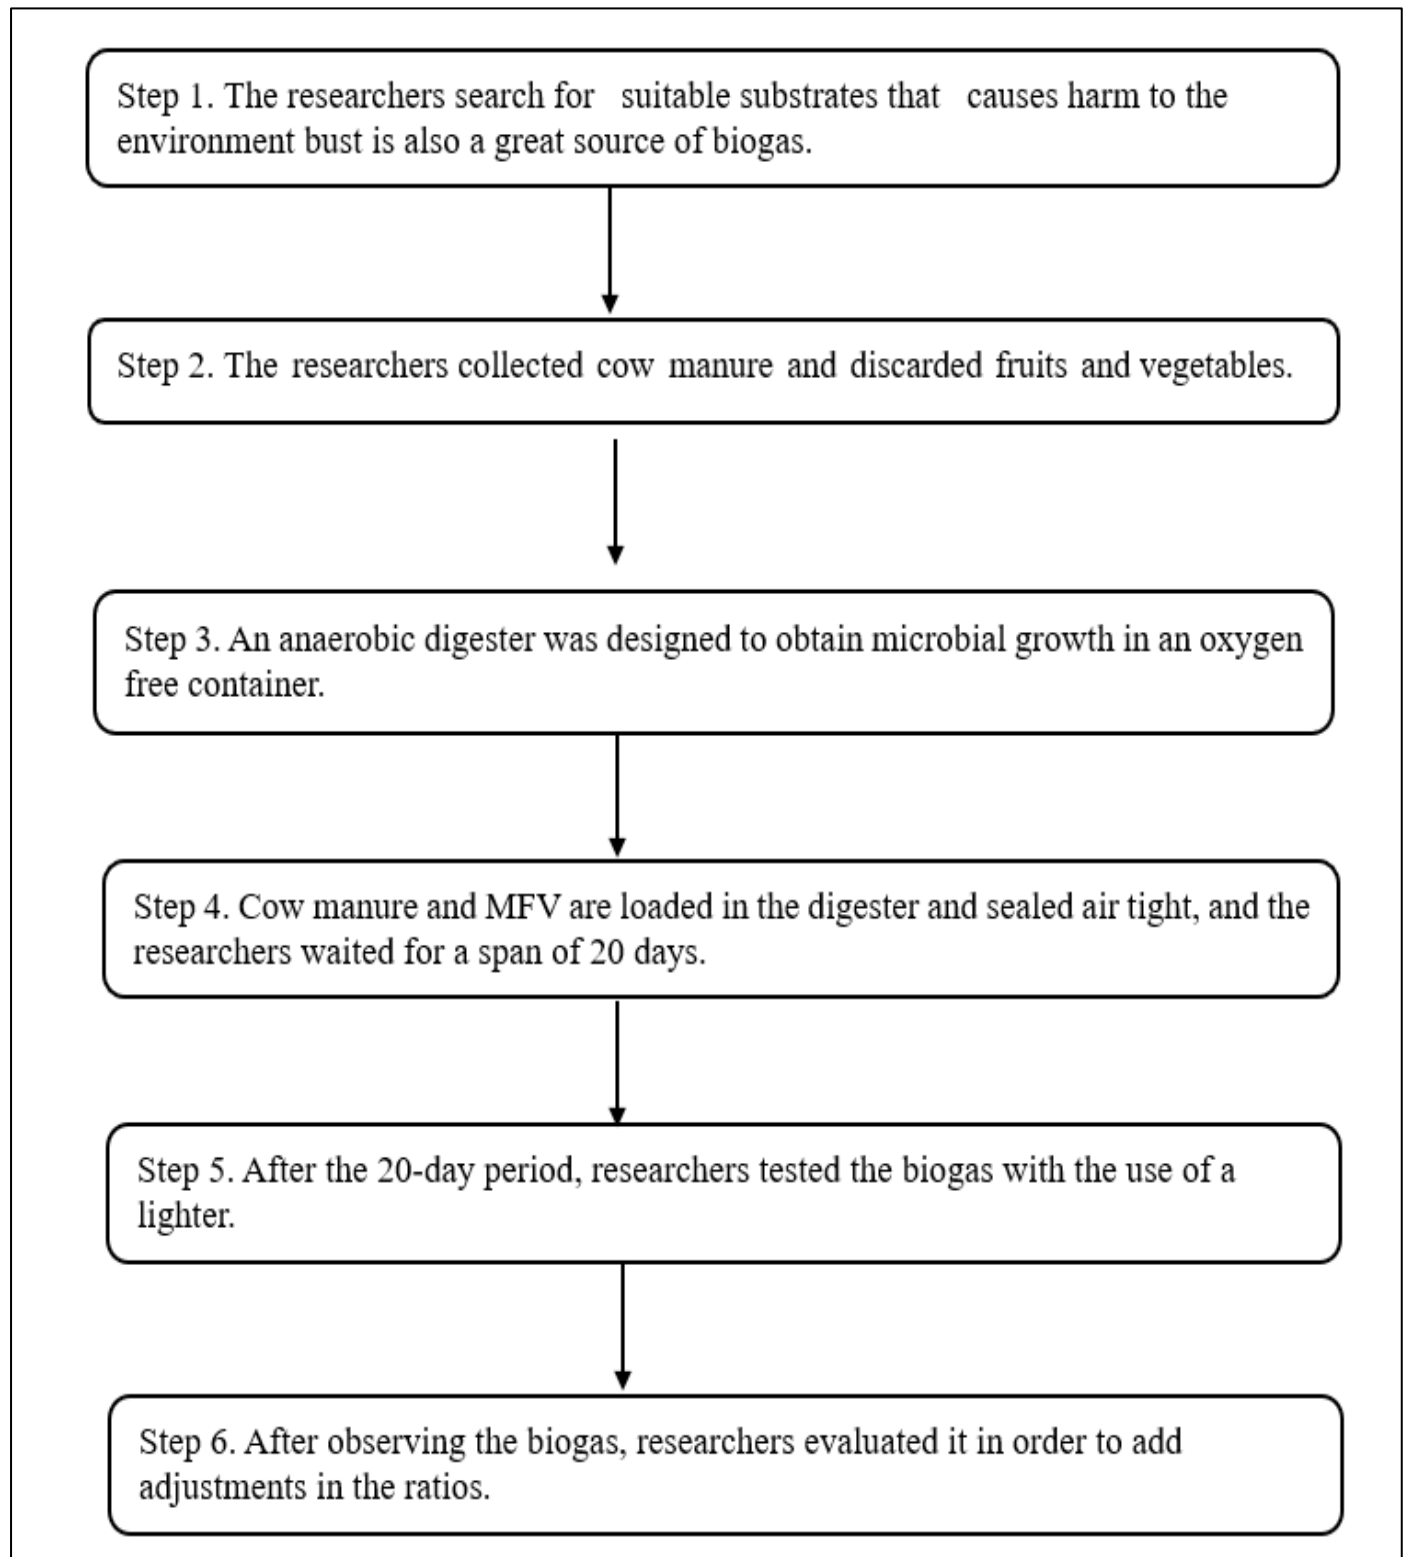 Step 1. The researchers search for suitable substrates that causes harm to the
environment bust is also a great source of biogas.
Step 2. The researchers collected cow manure and discarded fruits and vegetables.
Step 3. An anaerobic digester was designed to obtain microbial growth in an oxygen
free container.
Step 4. Cow manure and MFV are loaded in the digester and sealed air tight, and the
researchers waited for a span of 20 days.
Step 5. After the 20-day period, researchers tested the biogas with the use of a
lighter.
Step 6. After observing the biogas, researchers evaluated it in order to add
adjustments in the ratios.